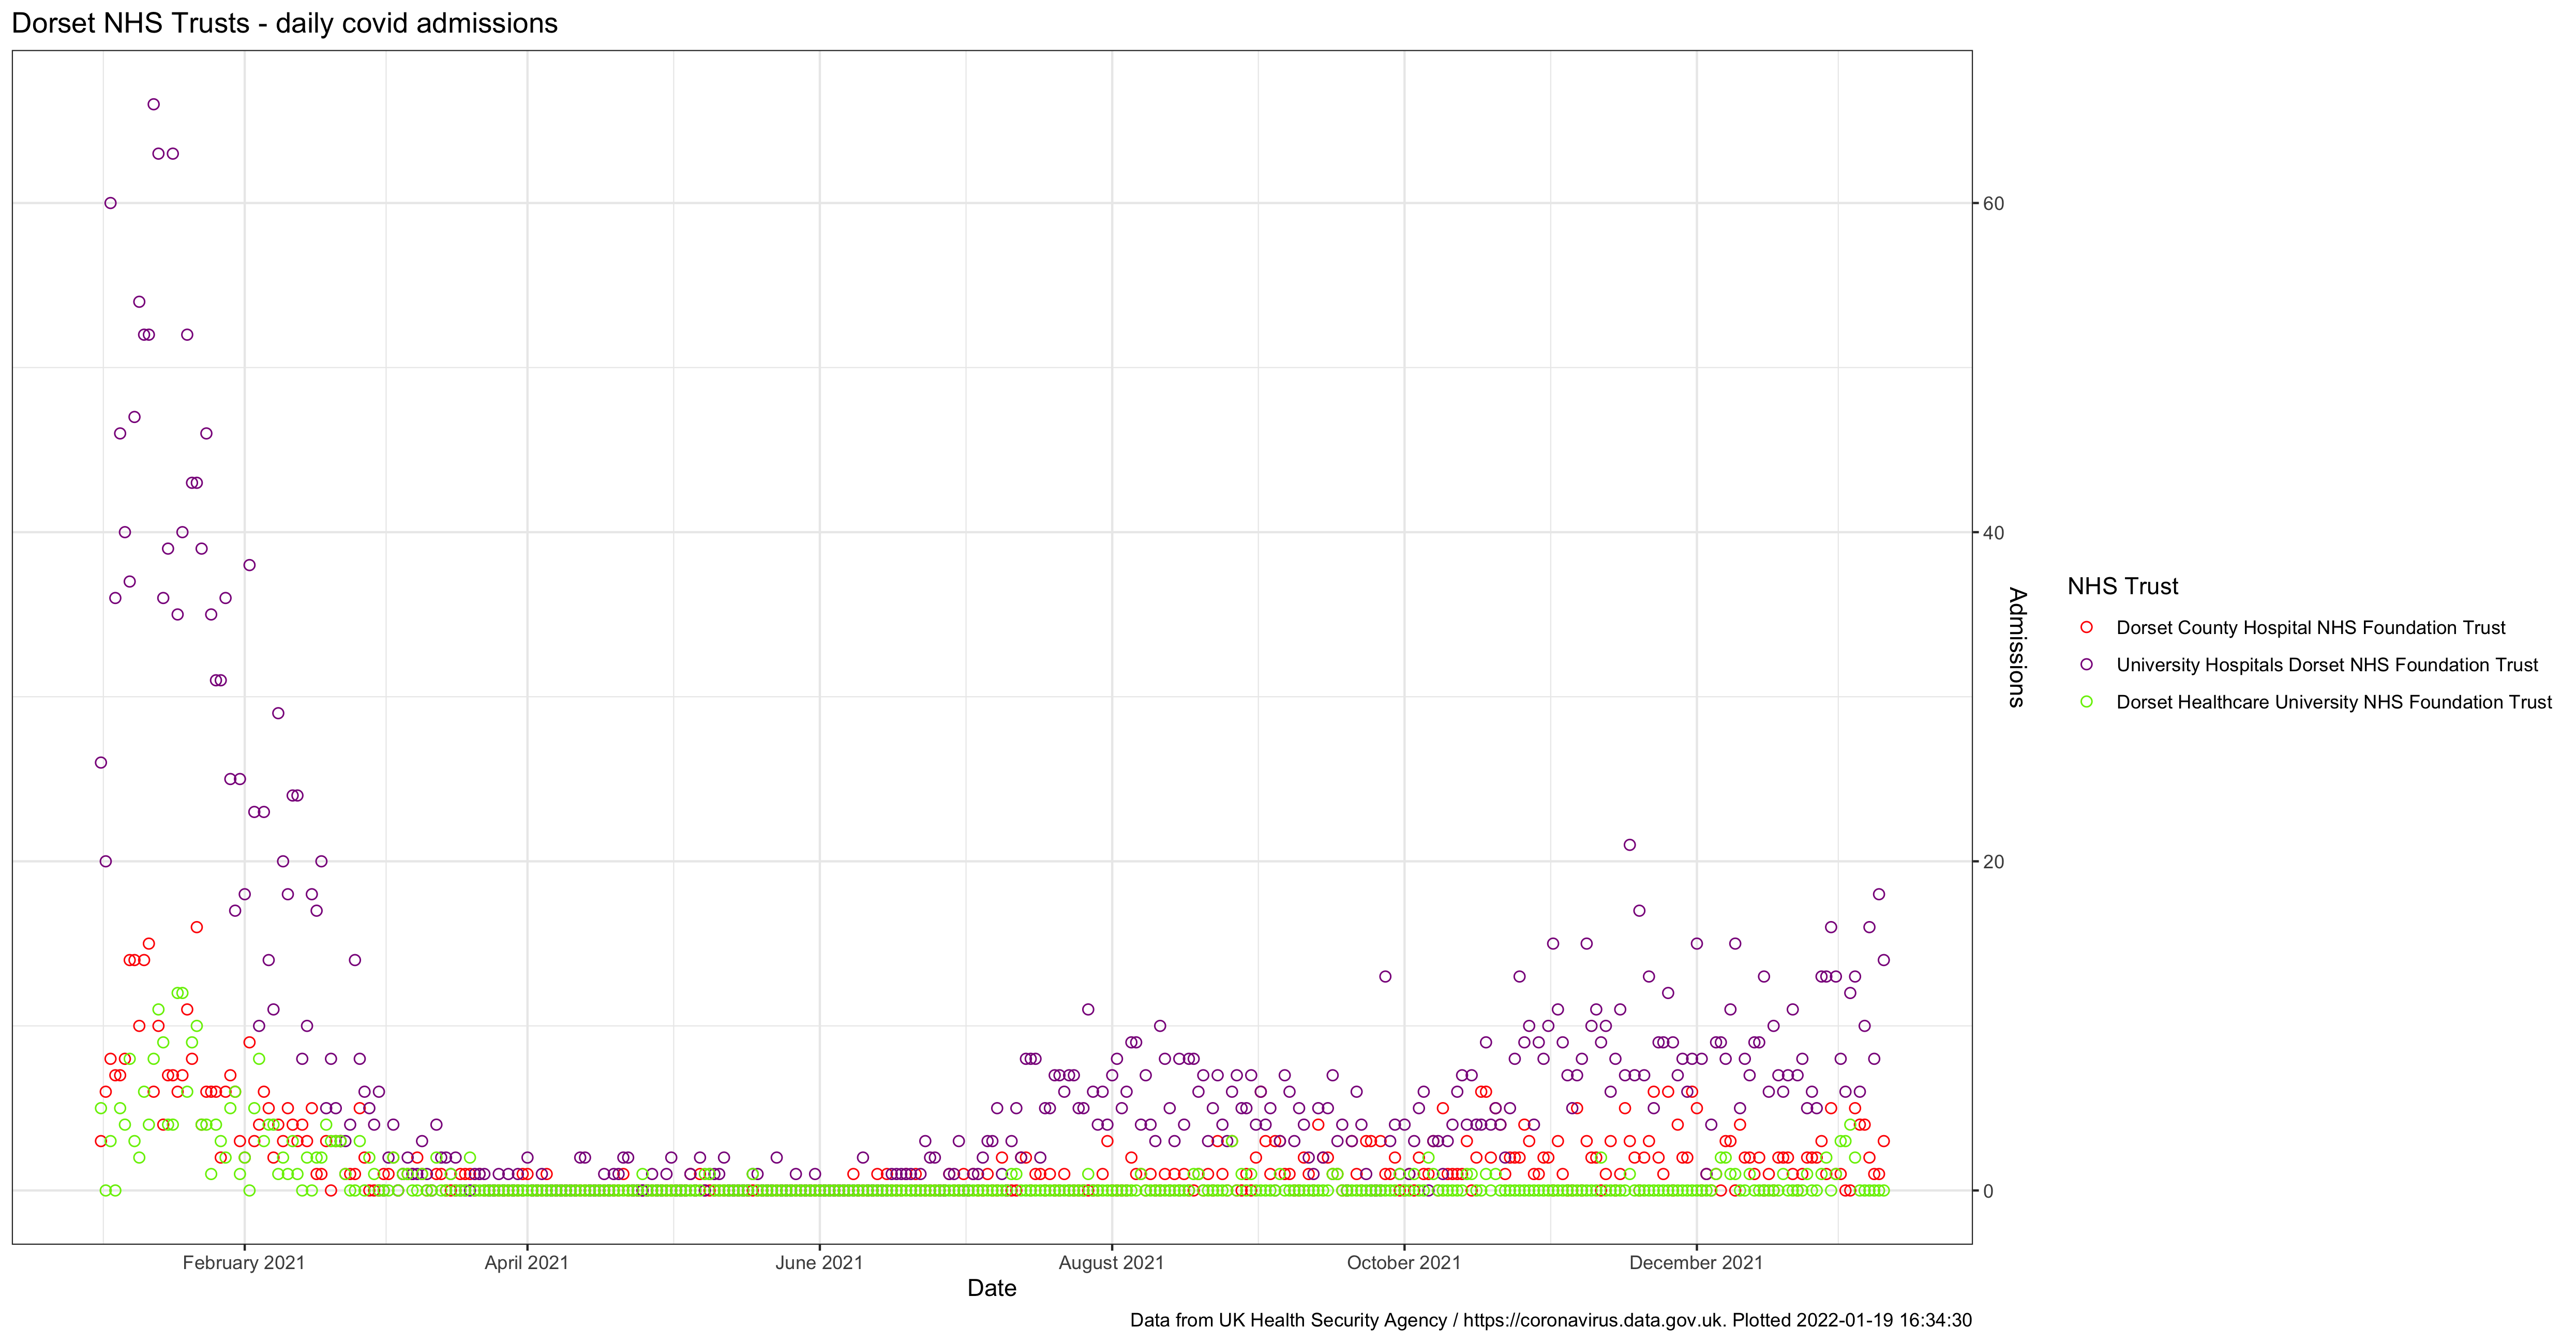 Dorset NHS Trusts - daily covid admissions
60
40
20
0
Admissions
NHS Trust
Dorset County Hospital NHS Foundation Trust
University Hospitals Dorset NHS Foundation Trust
Dorset Healthcare University NHS Foundation Trust
February 2021
April 2021
June 2021
August 2021
October 2021
December 2021
Date
Data from UK Health Security Agency / https://coronavirus.data.gov.uk. Plotted 2022-01-19 16:34:30